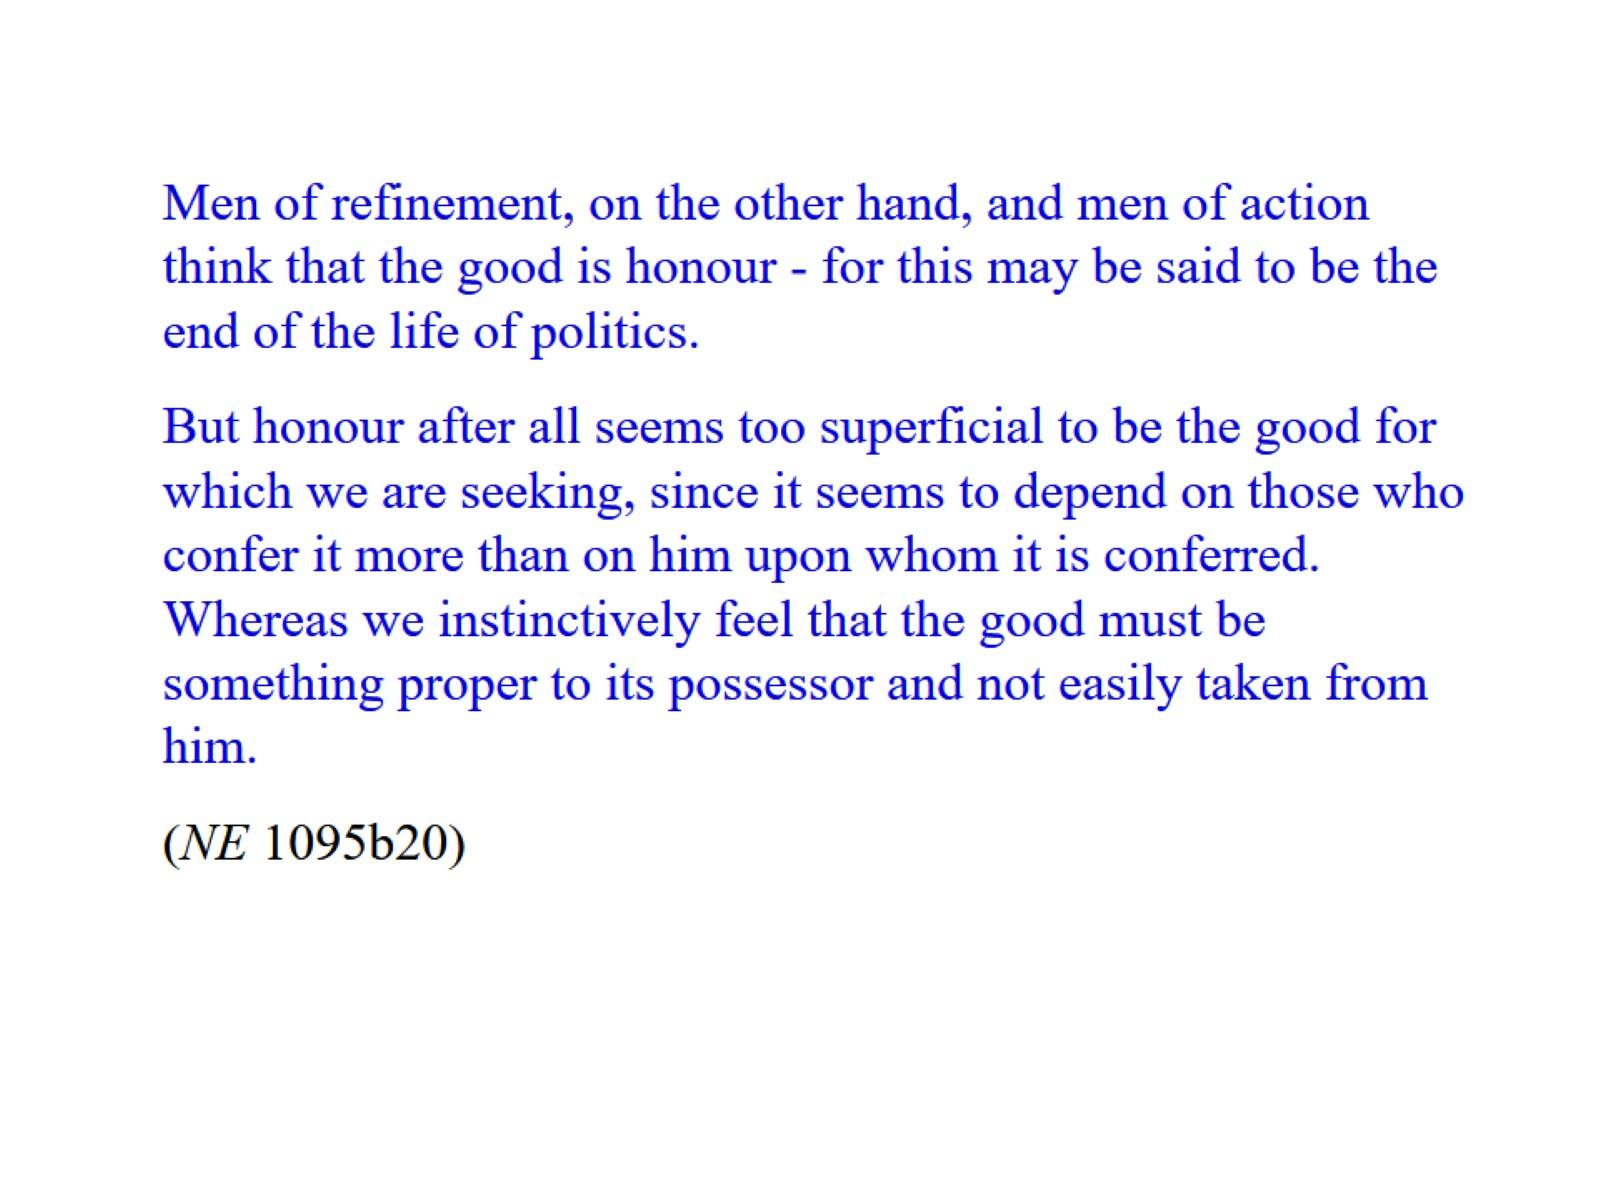 Men of refinement, on the other hand, and men of action
think that the good is honour - for this may be said to be the
end of the life of politics.
But honour after all seems too superficial to be the good for
which we are seeking, since it seems to depend on those who
confer it more than on him upon whom it is conferred.
Whereas we instinctively feel that the good must be
something proper to its possessor and not easily taken from
him.
(NE 1095b20)